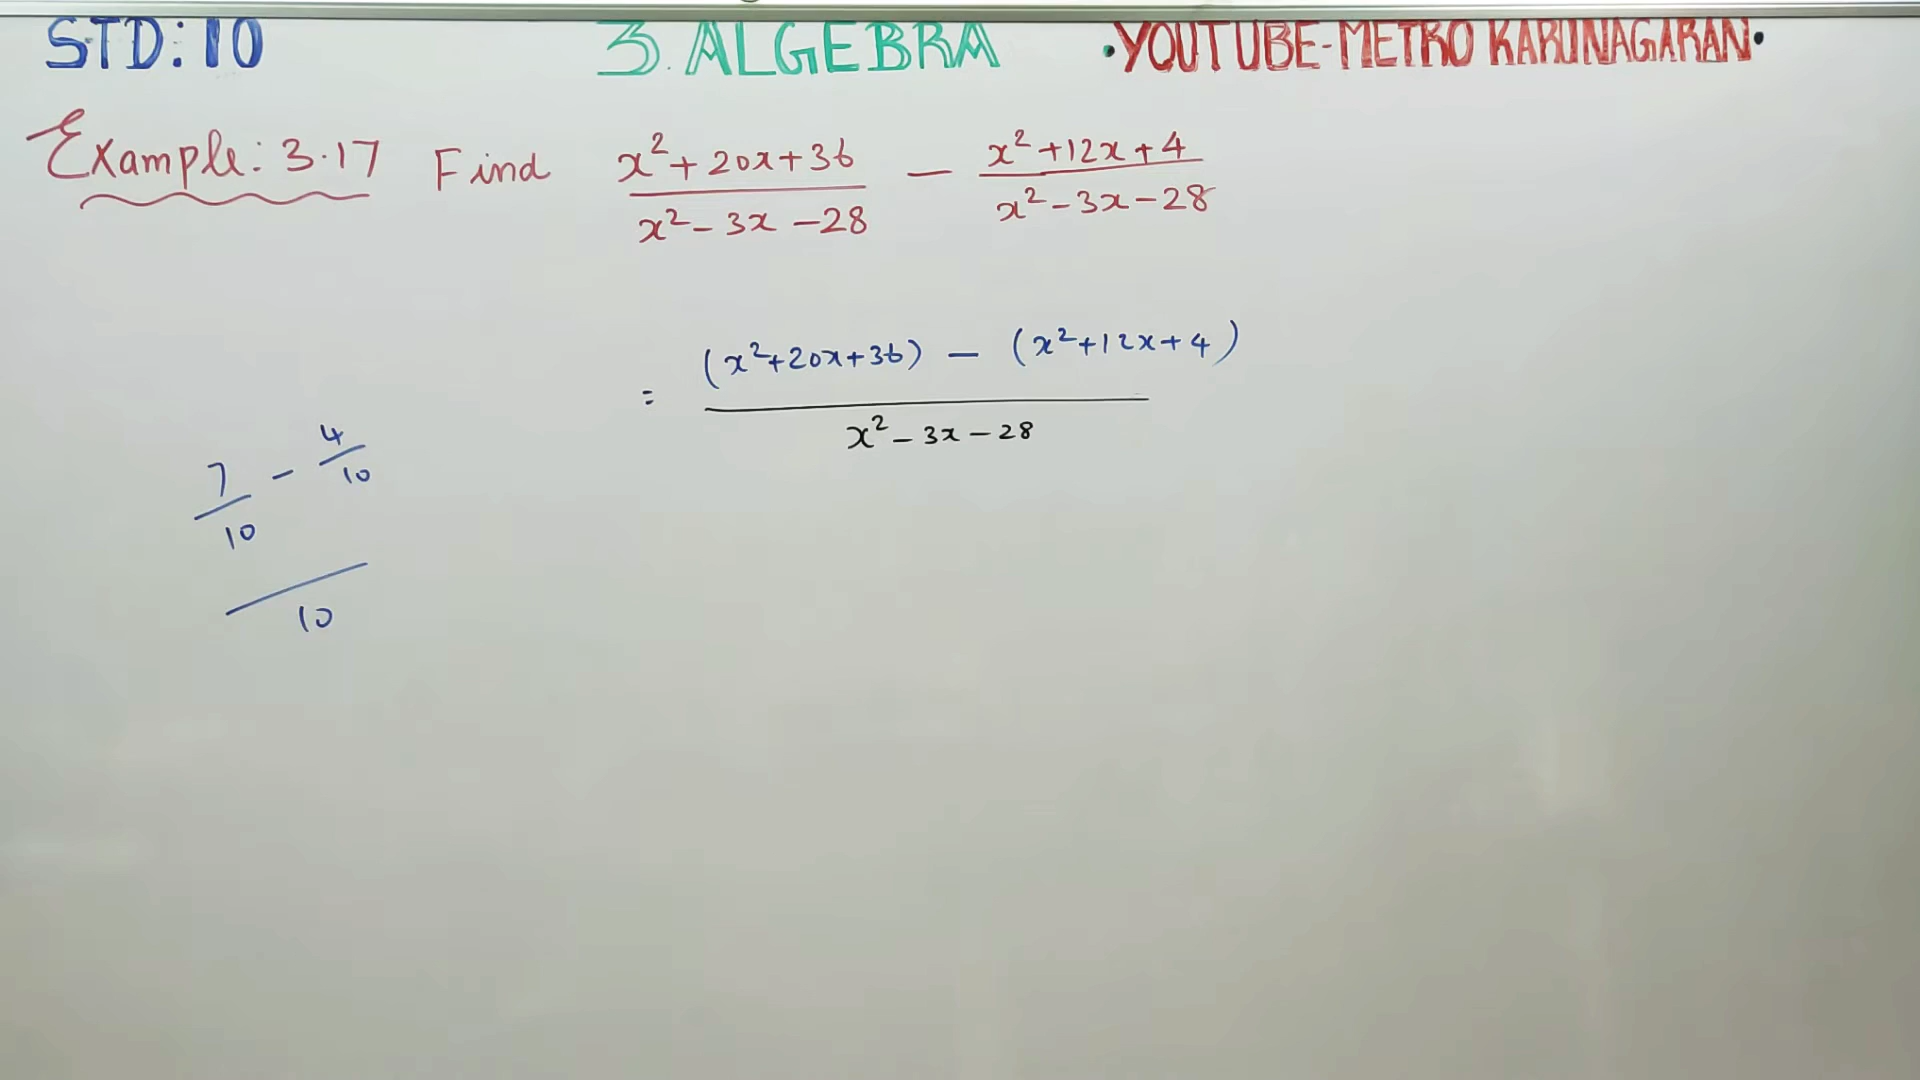 STD: 10 3. ALGEBRA •YOUTUBE-METRO KARUNAGARAN•
Example: 3.17 Find x²+20x+36 / x²-3x-28 - x²+12x+4 / x²-3x-28
= (x²+20x+36) - (x²+12x+4) / x²-3x-28
7/10 - 4/10
/ 10